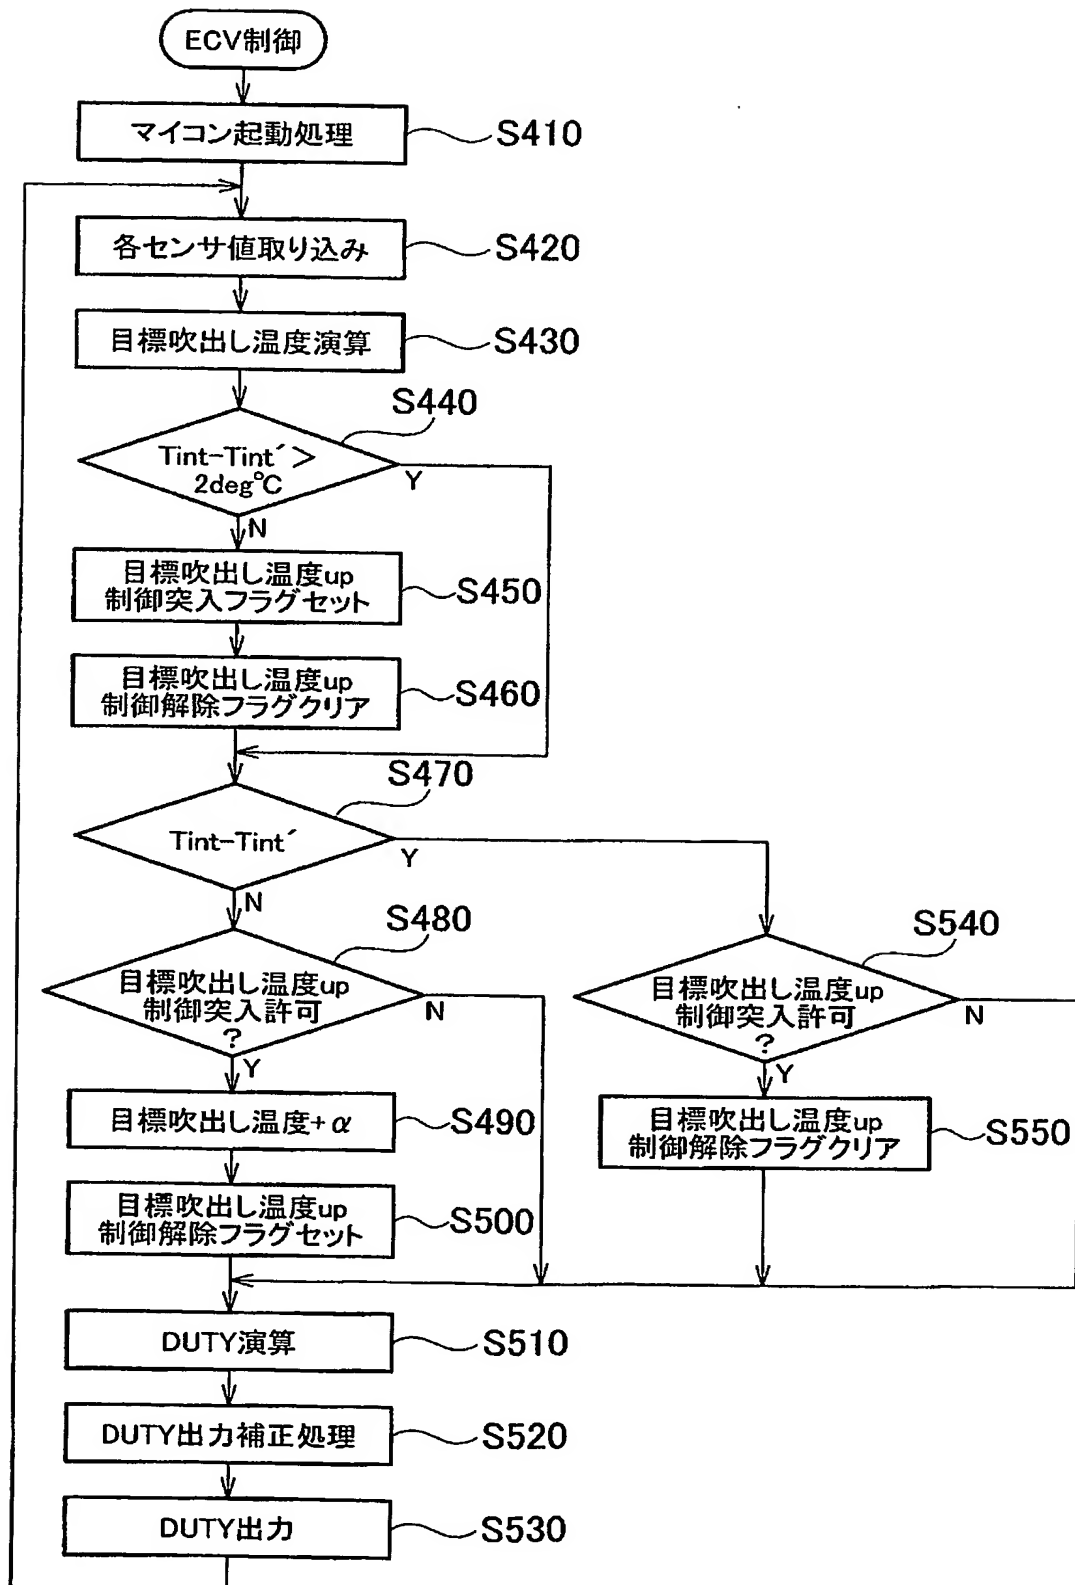 ECV制御
マイコン起動処理
S410
各センサ値取り込み
S420
目標吹出し温度演算
S430
S440
Tint-Tint´>
2deg℃
Y
N
目標吹出し温度up
制御突入フラグセット
S450
目標吹出し温度up
制御解除フラグクリア
S460
S470
Tint-Tint´
Y
N
S480
目標吹出し温度up
制御突入許可
?
N
Y
S540
目標吹出し温度up
制御突入許可
?
N
Y
目標吹出し温度+α
S490
目標吹出し温度up
制御解除フラグクリア
S550
目標吹出し温度up
制御解除フラグセット
S500
DUTY演算
S510
DUTY出力補正処理
S520
DUTY出力
S530